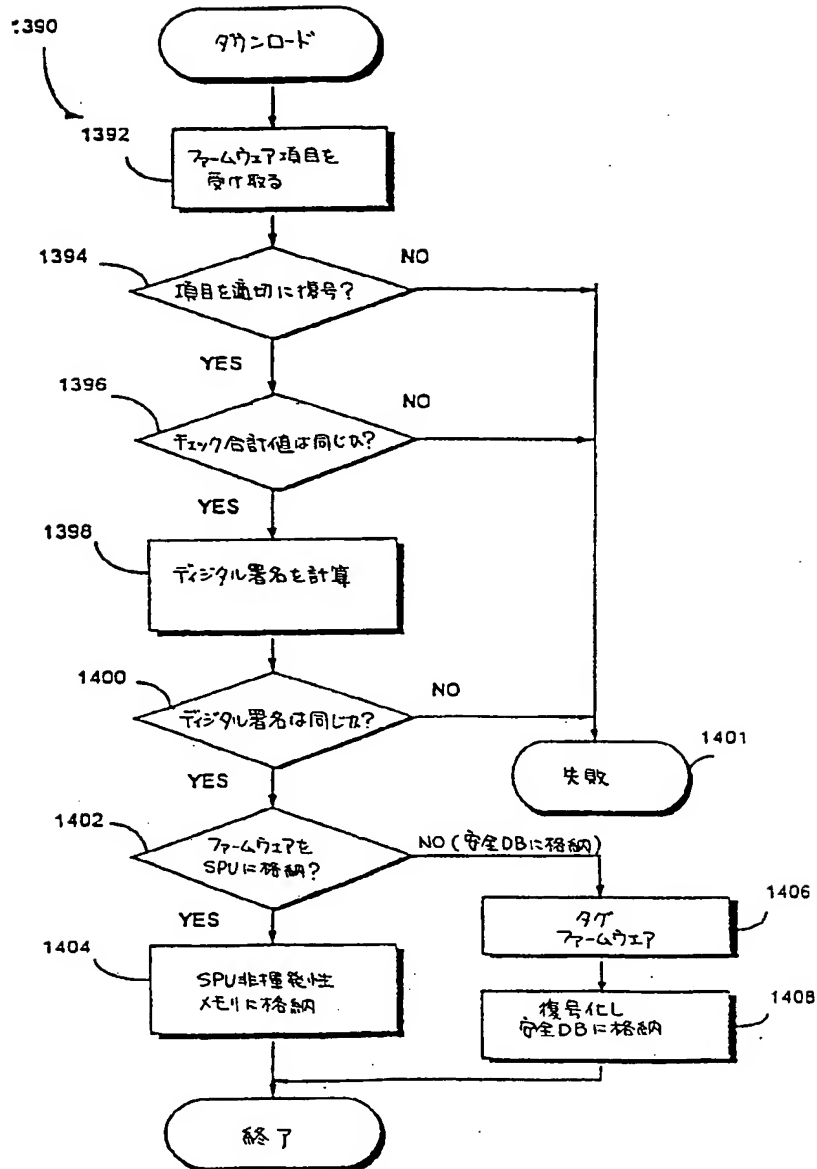 1390
ダウンロード
1392
ファームウェア項目を
受け取る
1394
項目を適切に復号?
NO
YES
1396
チェック合計値は同じか?
NO
YES
1398
ディジタル署名を計算
1400
ディジタル署名は同じか?
NO
YES
失敗
1401
1402
ファームウェアを
SPUに格納?
NO (安全DBに格納)
YES
1404
SPU非揮発性
メモリに格納
タグ
ファームウェア
1406
復号化し
安全DBに格納
1408
終了